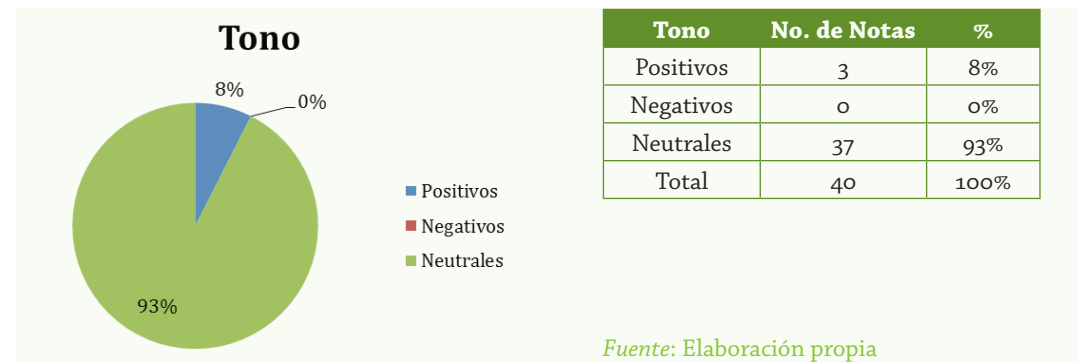 Tono
8%
0%
93%
Positivos
Negativos
Neutrales
Tono No. de Notas %
Positivos 3 8%
Negativos 0 0%
Neutrales 37 93%
Total 40 100%
Fuente: Elaboración propia